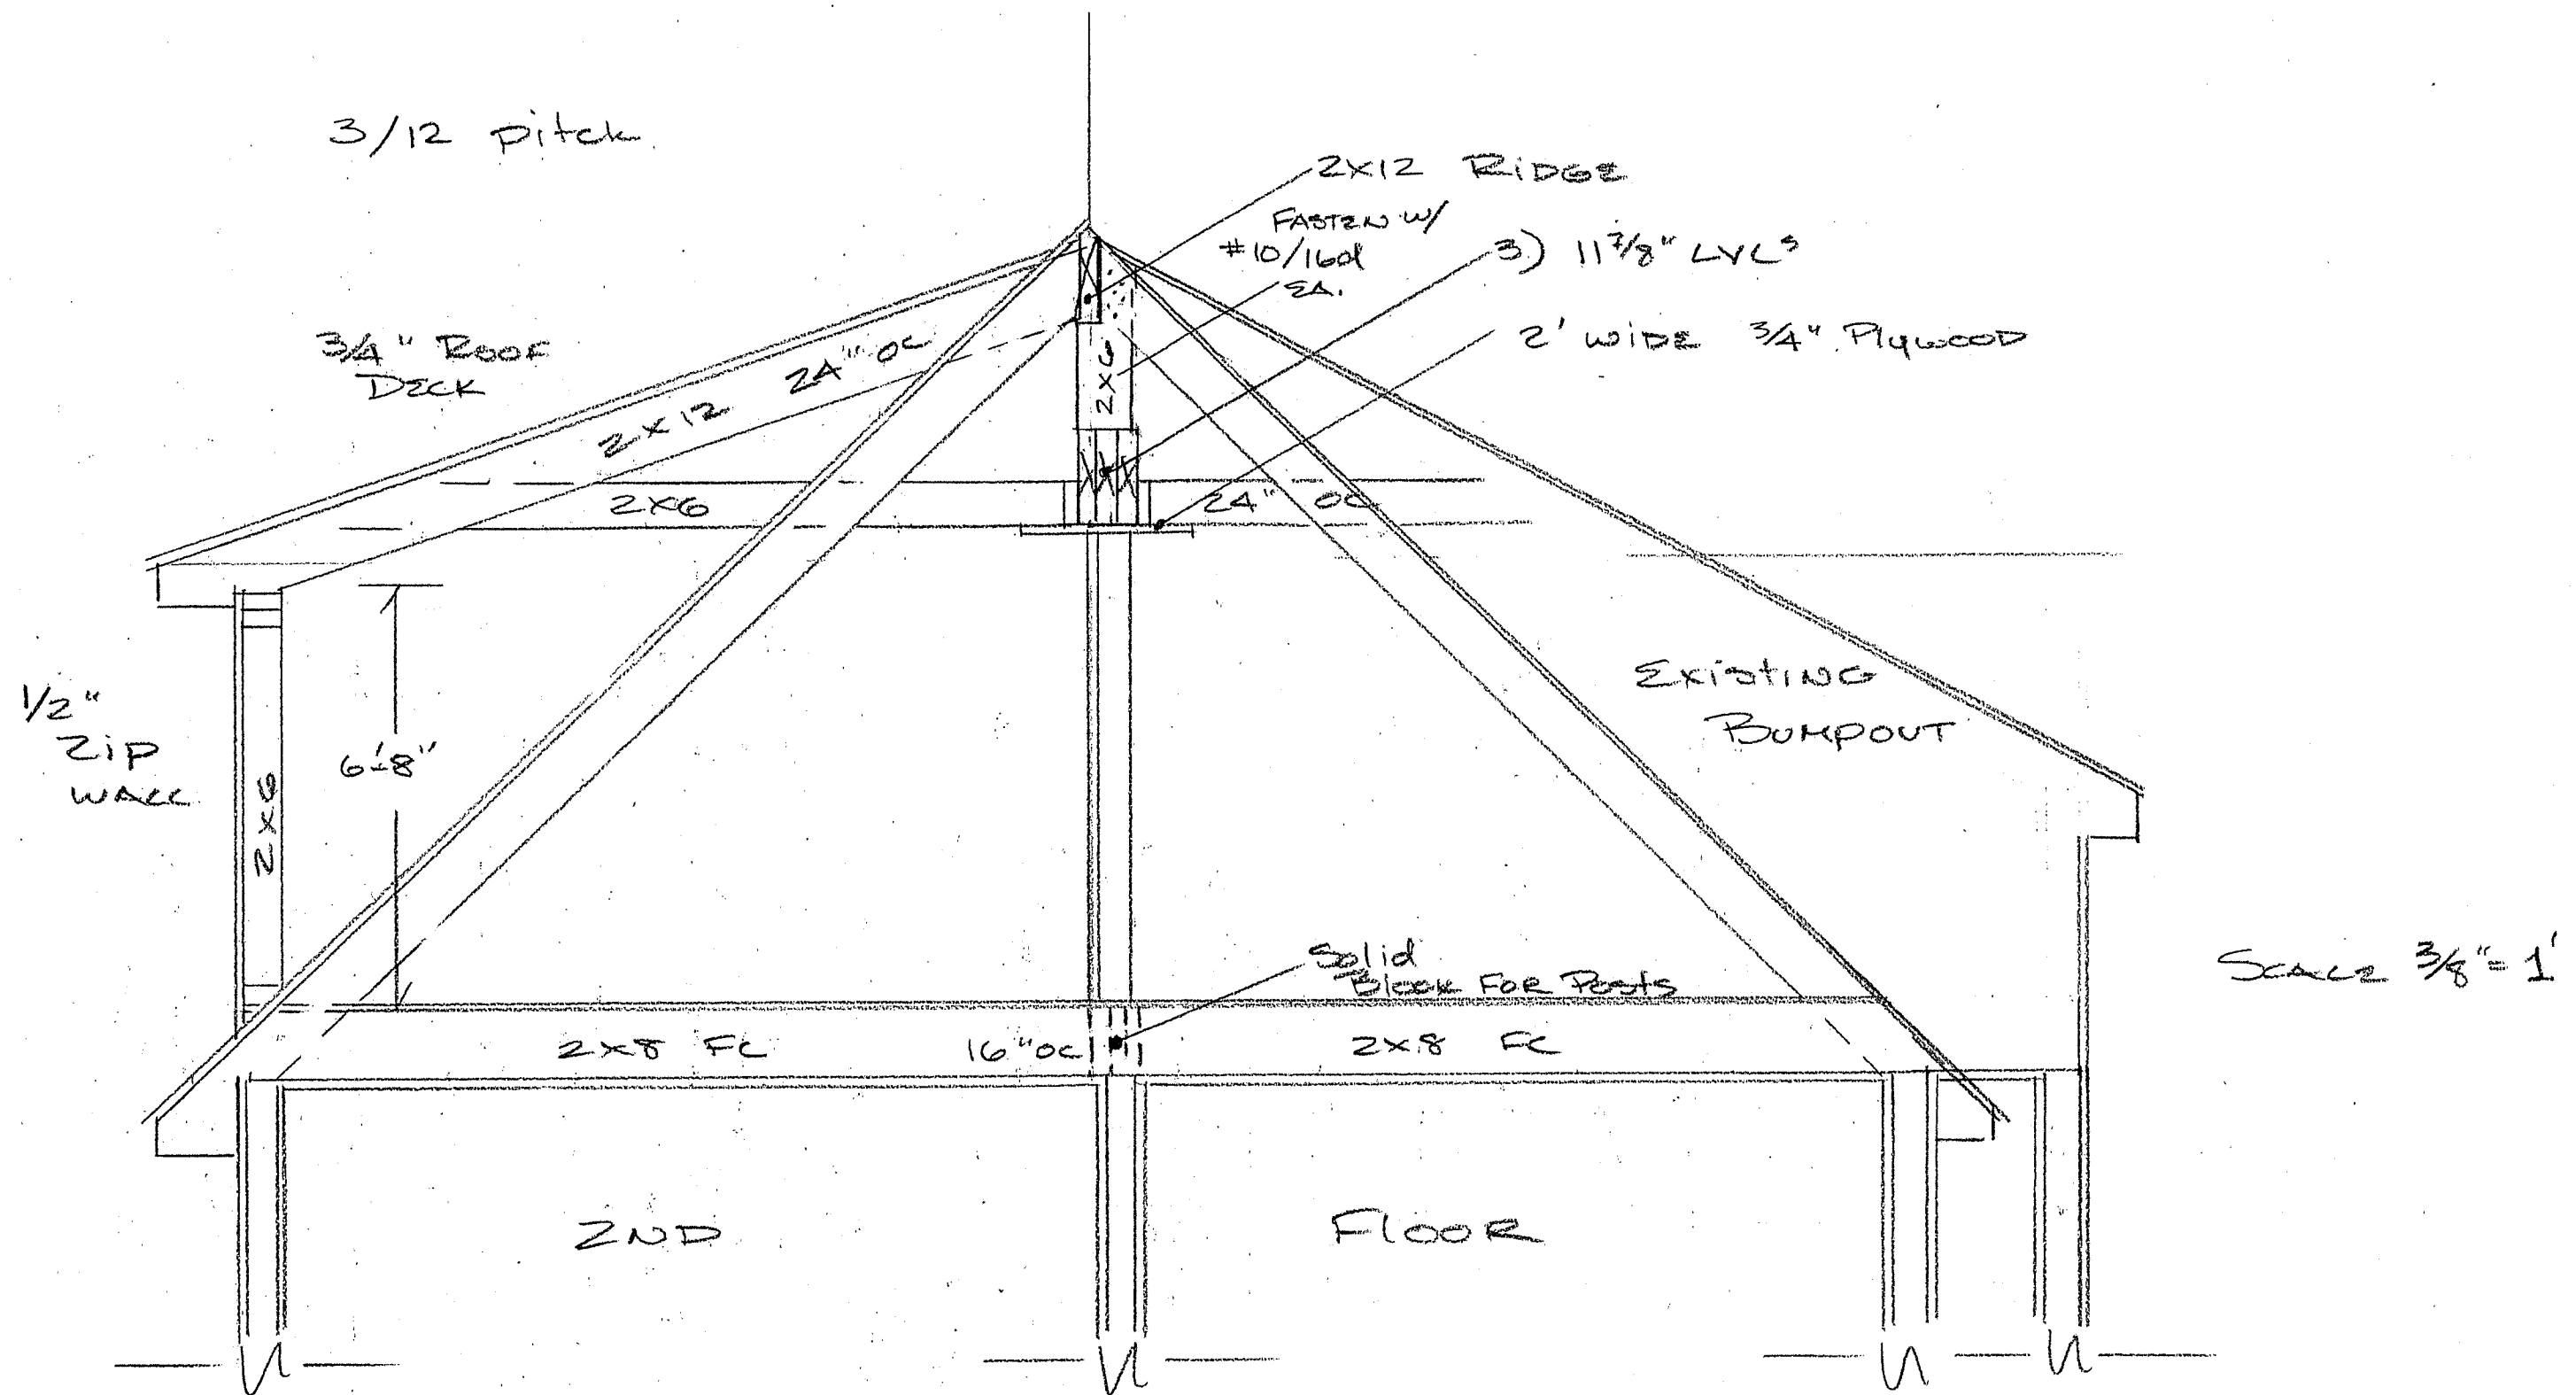 3/12 pitch
2x12 RIDGE
FASTEN W/
#10/16d
EA.
3) 11 7/8" LVLs
2' WIDE 3/4" Plywood
3/4" ROOF
DECK
2x12 24" OC
2x6
2x6 24" OC
1/2"
Zip
WALL
2x6
6'-8"
EXISTING
BUMPOUT
Solid
Block FOR Posts
SCALE 3/8" = 1'
2x8 FC 16" OC 2x8 FC
2ND FLOOR